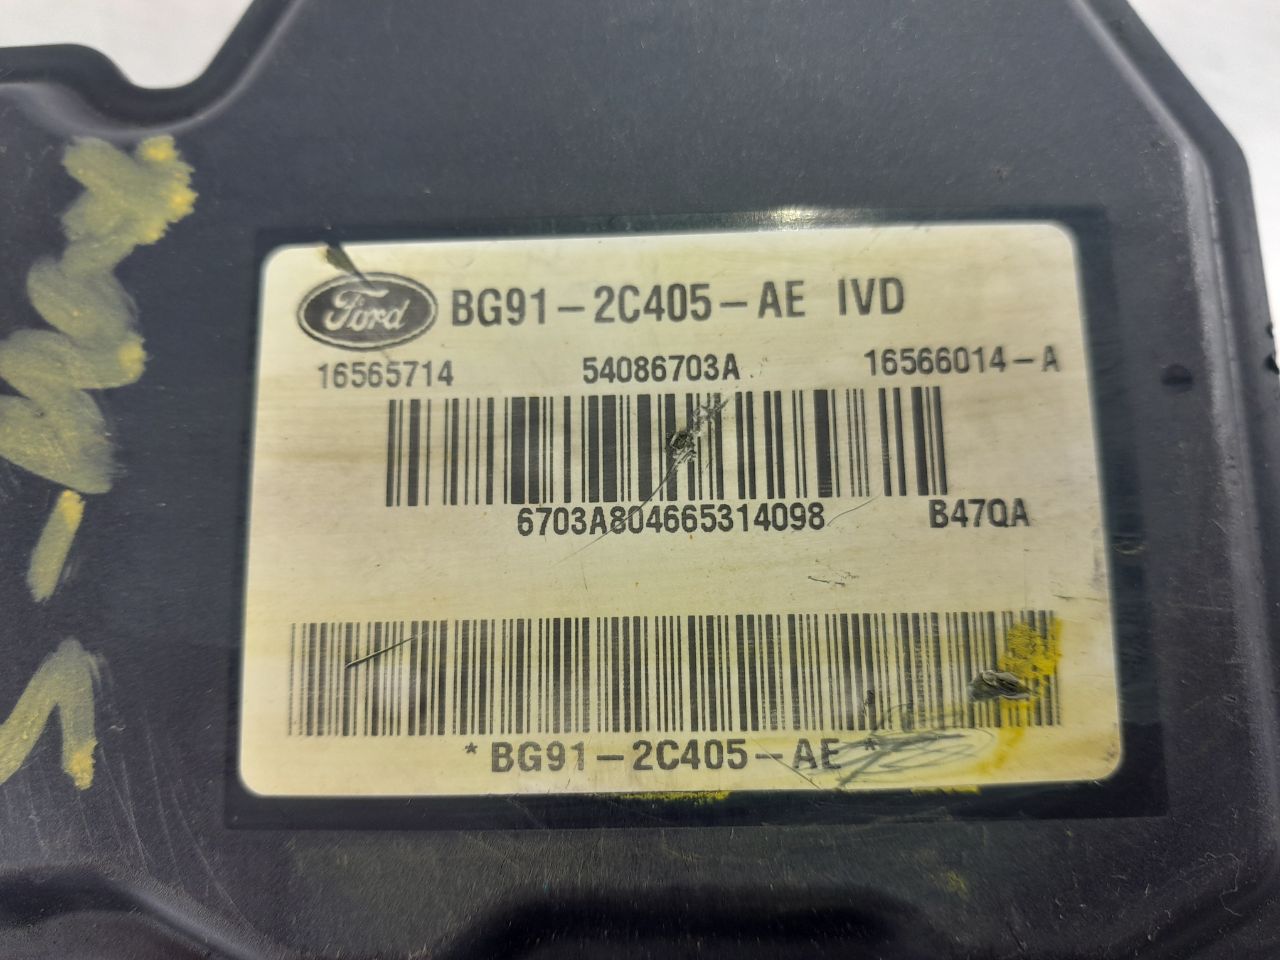 Ford BG91-2C405-AE IVD
16565714 54086703A 16566014-A
6703A804665314098 B47QA
*BG91-2C405-AE*